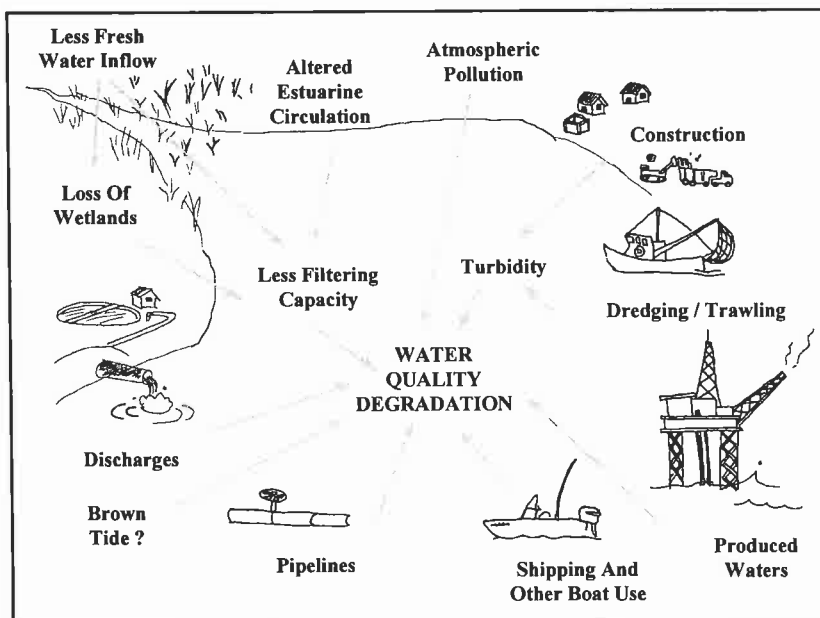 Less Fresh
Water Inflow
Altered
Estuarine
Circulation
Atmospheric
Pollution
Construction
Loss Of
Wetlands
Less Filtering
Capacity
Turbidity
Dredging / Trawling
WATER
QUALITY
DEGRADATION
Discharges
Brown
Tide ?
Pipelines
Shipping And
Other Boat Use
Produced
Waters